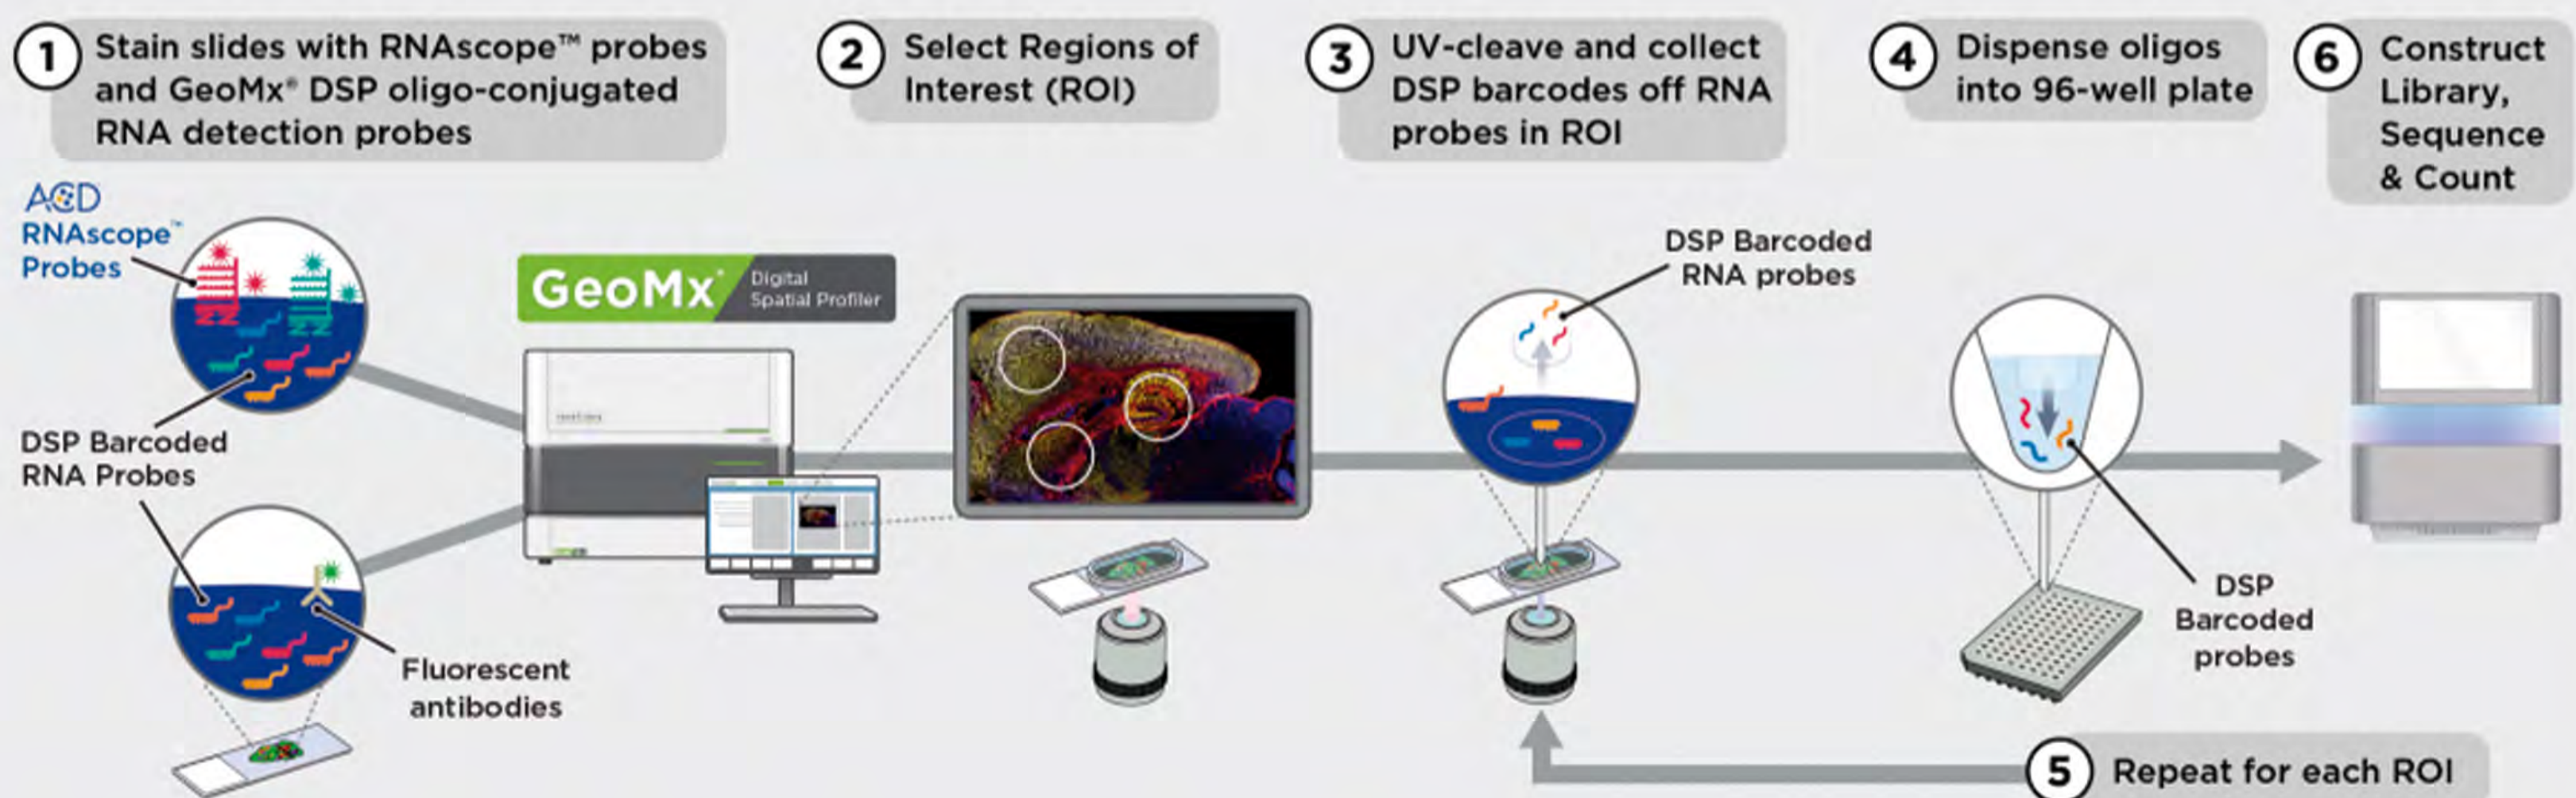 1
Stain slides with RNAscope™ probes
and GeoMx® DSP oligo-conjugated
RNA detection probes
2
Select Regions of
Interest (ROI)
3
UV-cleave and collect
DSP barcodes off RNA
probes in ROI
4
Dispense oligos
into 96-well plate
6
Construct
Library,
Sequence
& Count
ACD
RNAscope™
Probes
DSP Barcoded
RNA Probes
Fluorescent
antibodies
GeoMx®
Digital
Spatial Profiler
DSP Barcoded
RNA probes
DSP
Barcoded
probes
5
Repeat for each ROI